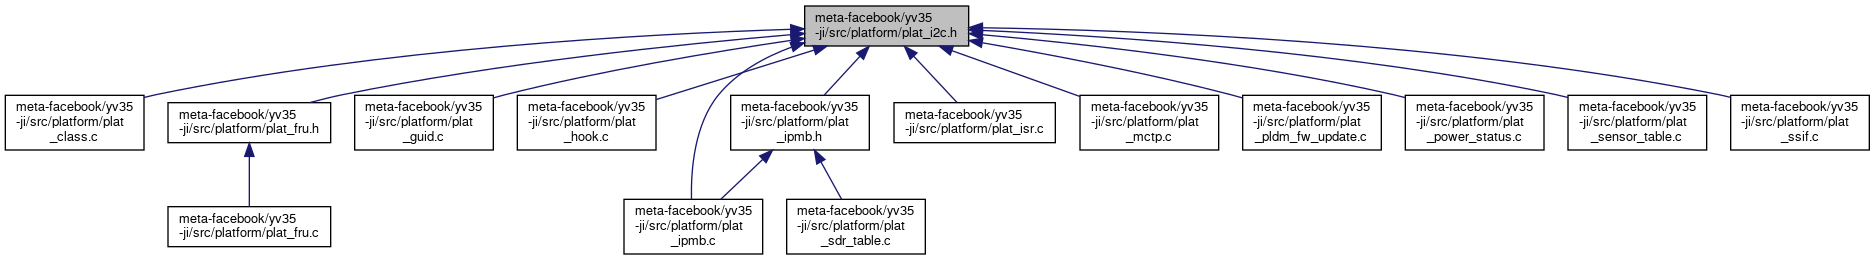 meta-facebook/yv35
-ji/src/platform/plat_i2c.h
meta-facebook/yv35
-ji/src/platform/plat
_class.c
meta-facebook/yv35
-ji/src/platform/plat_fru.h
meta-facebook/yv35
-ji/src/platform/plat
_guid.c
meta-facebook/yv35
-ji/src/platform/plat
_hook.c
meta-facebook/yv35
-ji/src/platform/plat
_ipmb.h
meta-facebook/yv35
-ji/src/platform/plat_isr.c
meta-facebook/yv35
-ji/src/platform/plat
_mctp.c
meta-facebook/yv35
-ji/src/platform/plat
_pldm_fw_update.c
meta-facebook/yv35
-ji/src/platform/plat
_power_status.c
meta-facebook/yv35
-ji/src/platform/plat
_sensor_table.c
meta-facebook/yv35
-ji/src/platform/plat
_ssif.c
meta-facebook/yv35
-ji/src/platform/plat_fru.c
meta-facebook/yv35
-ji/src/platform/plat
_ipmb.c
meta-facebook/yv35
-ji/src/platform/plat
_sdr_table.c